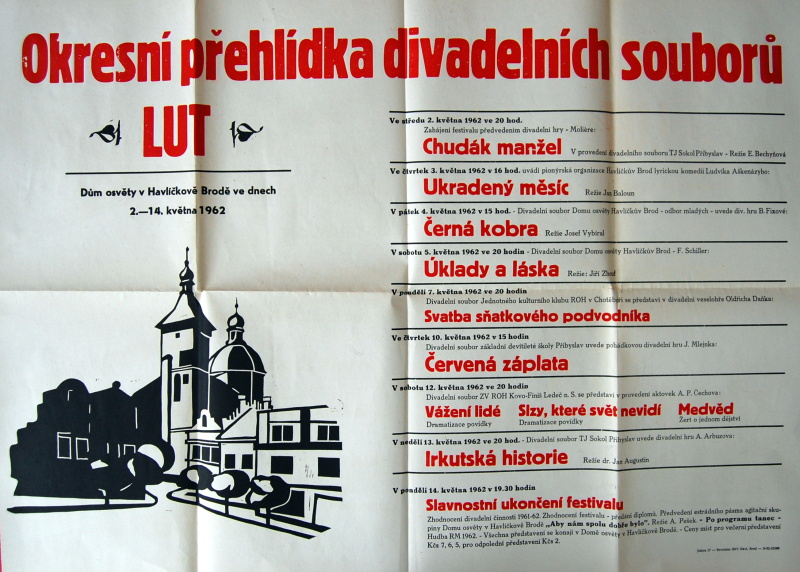 Okresní přehlídka divadelních souborů
LUT
Dům osvěty v Havlíčkově Brodě ve dnech
2.—14. května 1962
Ve středu 2. května 1962 ve 20 hod.
Zahájení festivalu předvedením divadelní hry - Molière:
Chudák manžel V provedení divadelního souboru TJ Sokol Přibyslav - Režie E. Bechyňová
Ve čtvrtek 3. května 1962 v 16 hod. uvádí pionýrská organizace Havlíčkův Brod lyrickou komedii Ludvíka Aškenázyho:
Ukradený měsíc Režie Jan Baloun
V pátek 4. května 1962 v 15 hod. - Divadelní soubor Domu osvěty Havlíčkův Brod - odbor mladých - uvede div. hru B. Fixové:
Černá kobra Režie Josef Vybíral
V sobotu 5. května 1962 ve 20 hodin - Divadelní soubor Domu osvěty Havlíčkův Brod - F. Schiller:
Úklady a láska Režie: Jiří
V pondělí 7. května 1962 ve 20 hodin
Divadelní soubor Jednotného kulturního klubu ROH v Chotěboři se představí v divadelní veselohře Oldřicha Daňka:
Svatba sňatkového podvodníka
Ve čtvrtek 10. května 1962 v 15 hodin
Divadelní soubor základní devítileté školy Přibyslav uvede pohádkovou divadelní hru J. Mlejnka:
Červená záplata
V sobotu 12. května 1962 ve 20 hodin
Divadelní soubor ZV ROH Kovo-Finiš Ledeč n. S. se představí v provedení aktovek A. P. Čechova:
Vážení lidé Slzy, které svět nevidí Medvěd
Dramatizace povídky Dramatizace povídky Žert o jednom dějství
V neděli 13. května 1962 ve 20 hod. - Divadelní soubor TJ Sokol Přibyslav uvede divadelní hru A. Arbuzova:
Irkutská historie Režie dr. Jan Augustin
V pondělí 14. května 1962 v 19.30 hodin
Slavnostní ukončení festivalu
Zhodnocení divadelní činnosti 1961-62. Zhodnocení festivalu - předání diplomů. Předvedení estrádního pásma agitační sku-
piny Domu osvěty v Havlíčkově Brodě „Aby nám spolu dobře bylo". Režie A. Pešek. • Po programu tanec -
Hudba RM 1962. - Všechna představení se konají v Domě osvěty v Havlíčkově Brodě. - Ceny míst pro večerní představení
Kčs 7, 6, 5, pro odpolední představení Kčs 2.